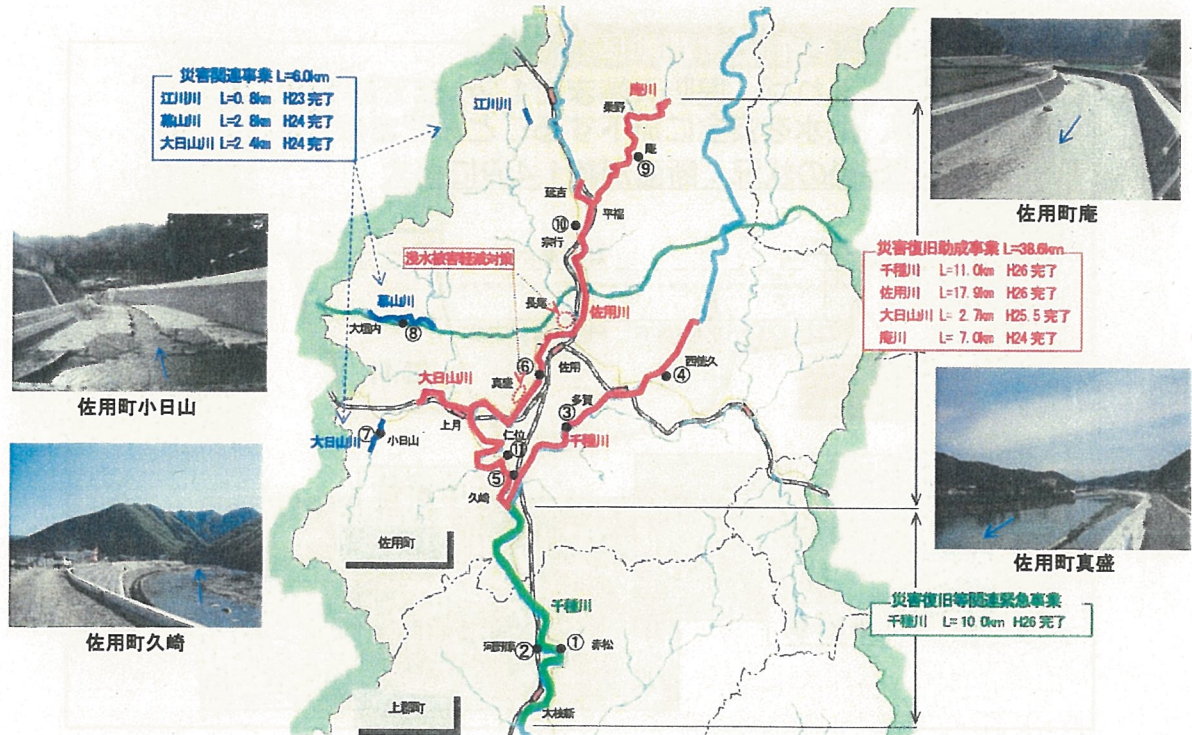 災害関連事業 L=6.0km
江川川 L=0.8km H23完了
幕山川 L=2.8km H24完了
大日山川 L=2.4km H24完了
江川川
庵川
桑野
庵
⑨
延吉
平福
⑩
宗行
佐用町庵
浸水被害軽減対策
長尾
佐用川
幕山川
大垣内
⑧
災害復旧助成事業 L=38.6km
千種川 L=11.0km H26完了
佐用川 L=17.9km H26完了
大日山川 L=2.7km H25.5完了
庵川 L=7.0km H24完了
佐用町小日山
大日山川
⑥
真盛
佐用
西徳久
④
多賀
③
千種川
上月
仁位
⑪
大日山川
⑦
小日山
⑤
久崎
佐用町
佐用町久崎
佐用町真盛
災害復旧等関連緊急事業
千種川 L=10.0km H26完了
千種川
②
①
赤松
大枝新
上郡町